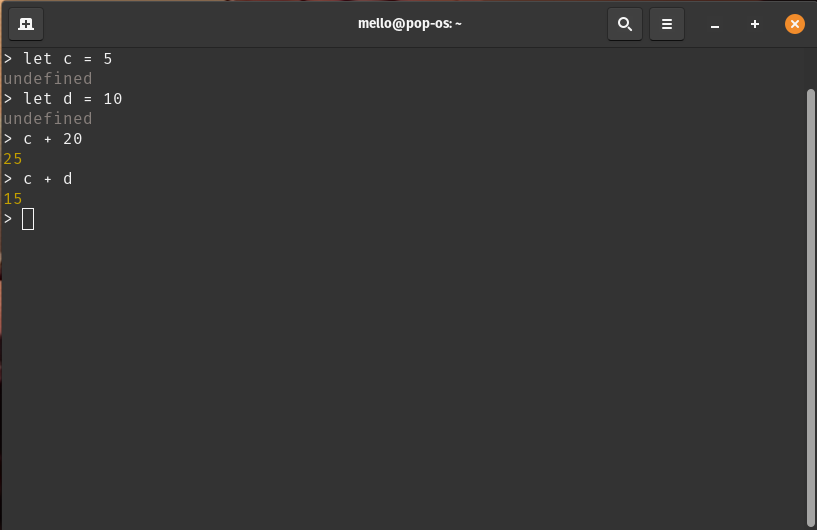 mello@pop-os: ~
> let c = 5
undefined
> let d = 10
undefined
> c + 20
25
> c + d
15
>